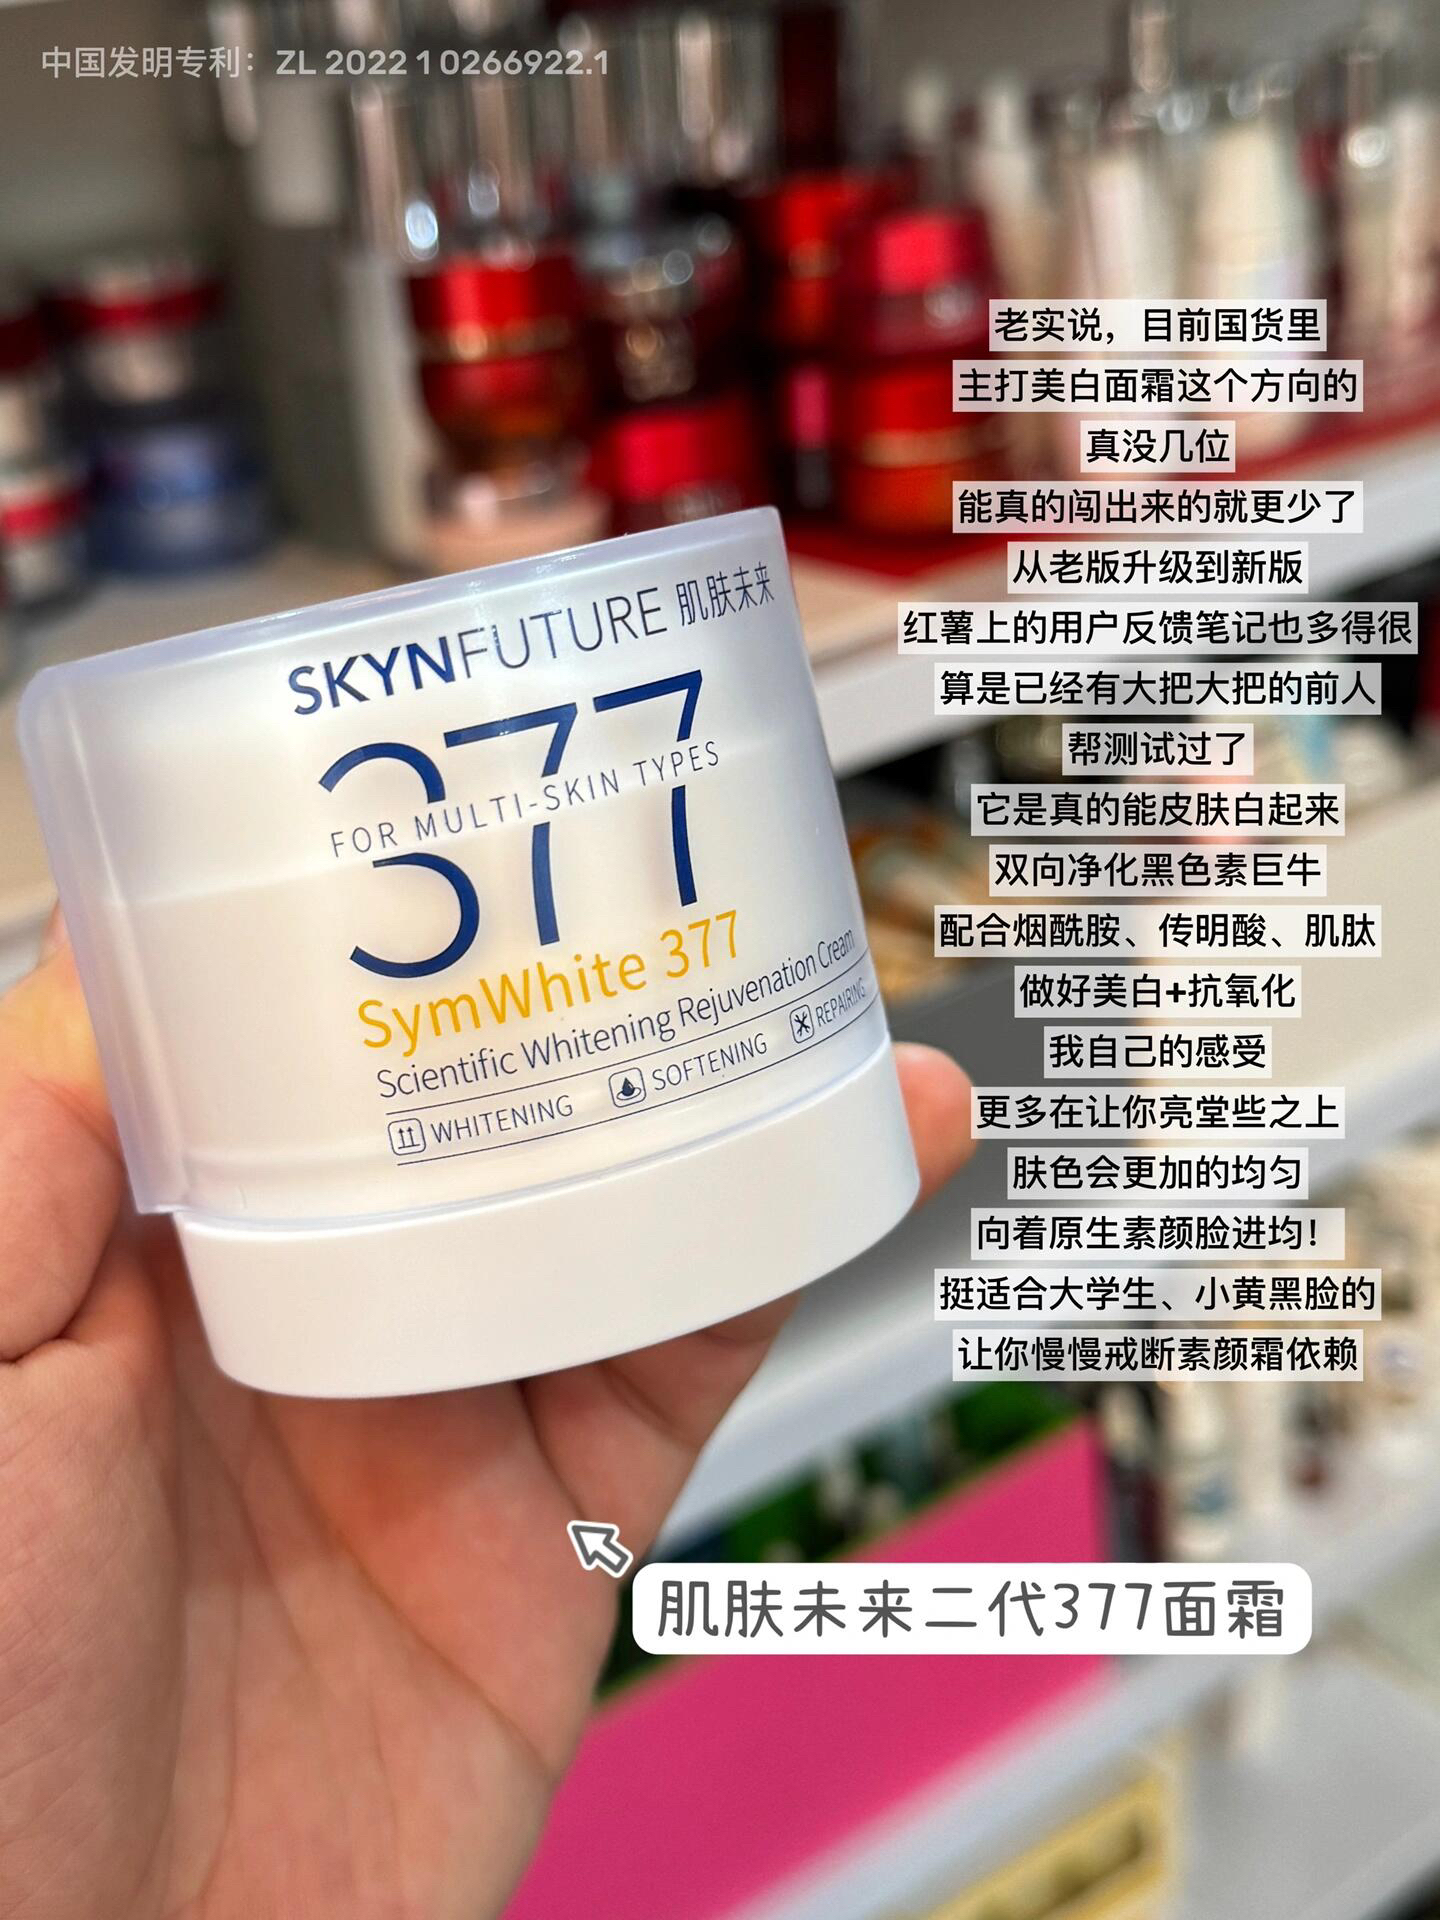 中国发明专利：ZL 2022 1 0266922.1
老实说，目前国货里
主打美白面霜这个方向的
真没几位
能真的闯出来的就更少了
从老版升级到新版
红薯上的用户反馈笔记也多得很
算是已经有大把大把的前人
帮测试过了
它是真的能皮肤白起来
双向净化黑色素巨牛
配合烟酰胺、传明酸、肌肽
做好美白+抗氧化
我自己的感受
更多在让你亮堂些之上
肤色会更加的均匀
向着原生素颜脸进均！
挺适合大学生、小黄黑脸的
让你慢慢戒断素颜霜依赖
SKYNFUTURE 肌肤未来
377
FOR MULTI-SKIN TYPES
SymWhite 377
Scientific Whitening Rejuvenation Cream
WHITENING SOFTENING REPAIRING
肌肤未来二代377面霜